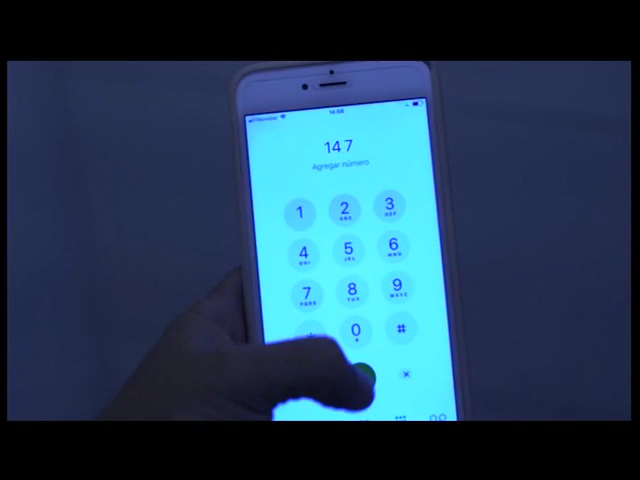 Movistar 14:58
147
Agregar número
1 2 3
ABC DEF
4 5 6
GHI JKL MNO
7 8 9
PQRS TUV WXYZ
* 0 #
+